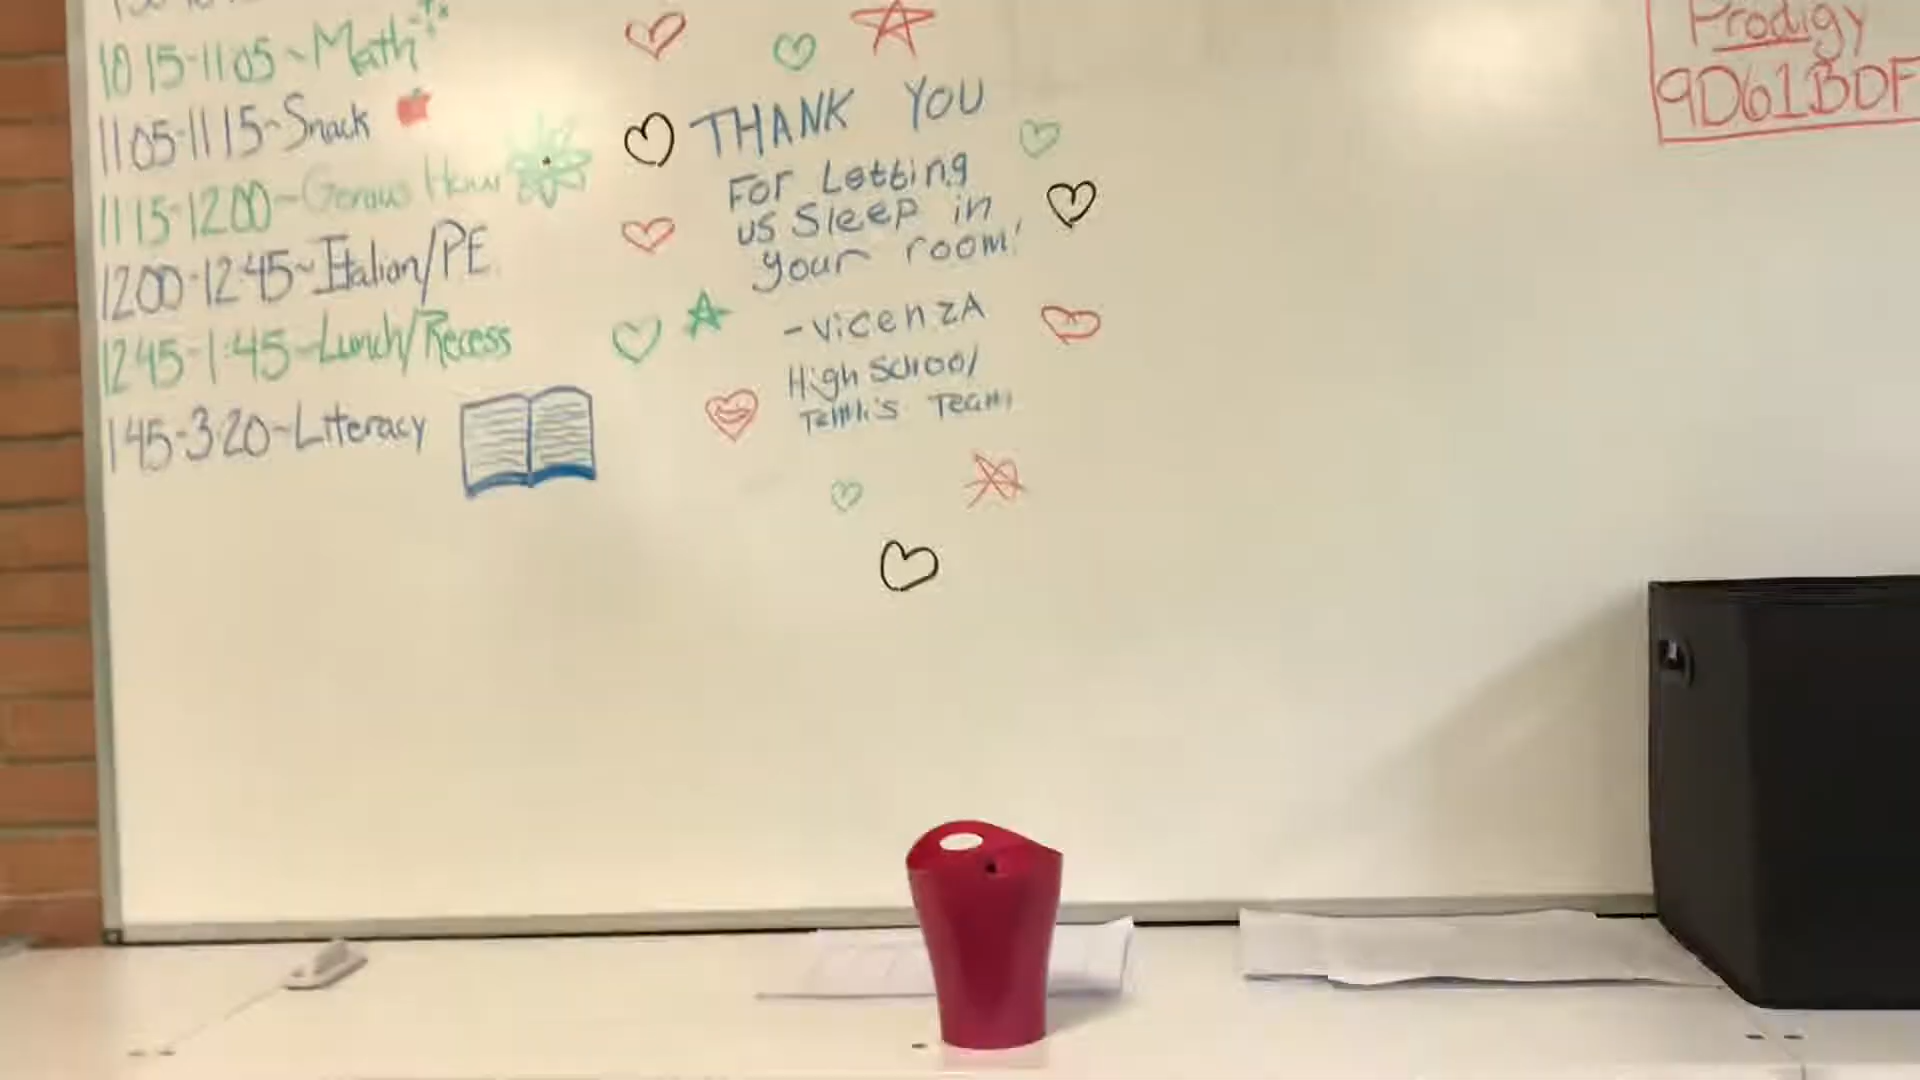 10 15-11 05~Math
11 05-11 15~Snack
11 15-12 00~Genius Hour
12 00-12:45~Italian/PE
12 45-1:45~Lunch/Recess
1 45-3:20~Literacy
THANK YOU
For Letting
us Sleep in
your room!
-vicenzA
High School
Tennis Team
Prodigy
9D61BDF